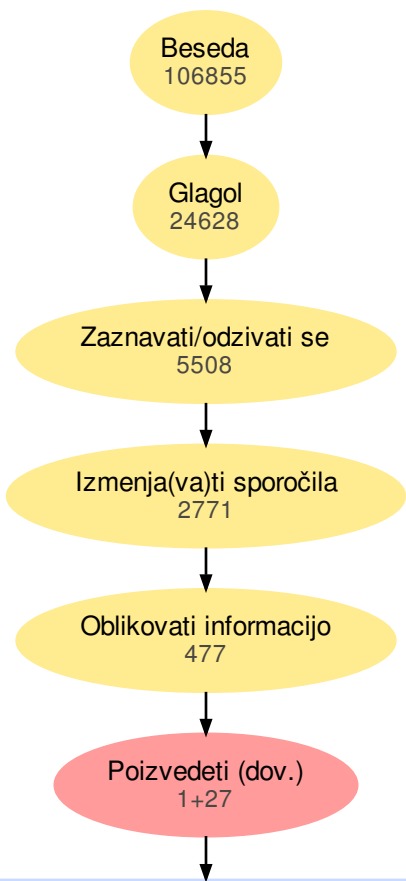 Beseda
106855
Glagol
24628
Zaznavati/odzivati se
5508
Izmenja(va)ti sporočila
2771
Oblikovati informacijo
477
Poizvedeti (dov.)
1+27